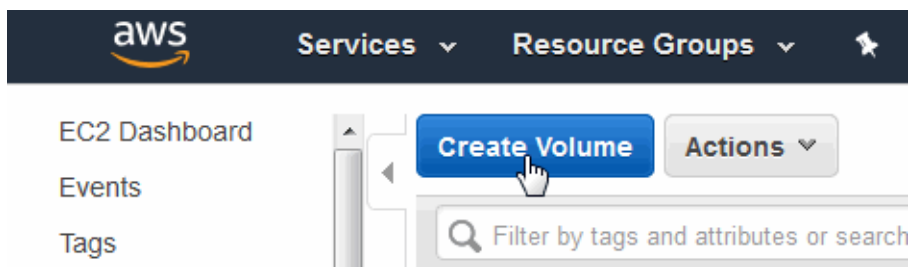 aws Services Resource Groups
EC2 Dashboard
Events
Tags
Create Volume Actions
Filter by tags and attributes or search